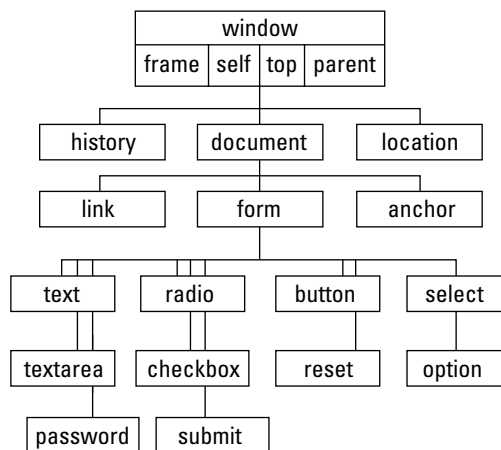 window
frame self top parent
history document location
link form anchor
text radio button select
textarea checkbox reset option
password submit